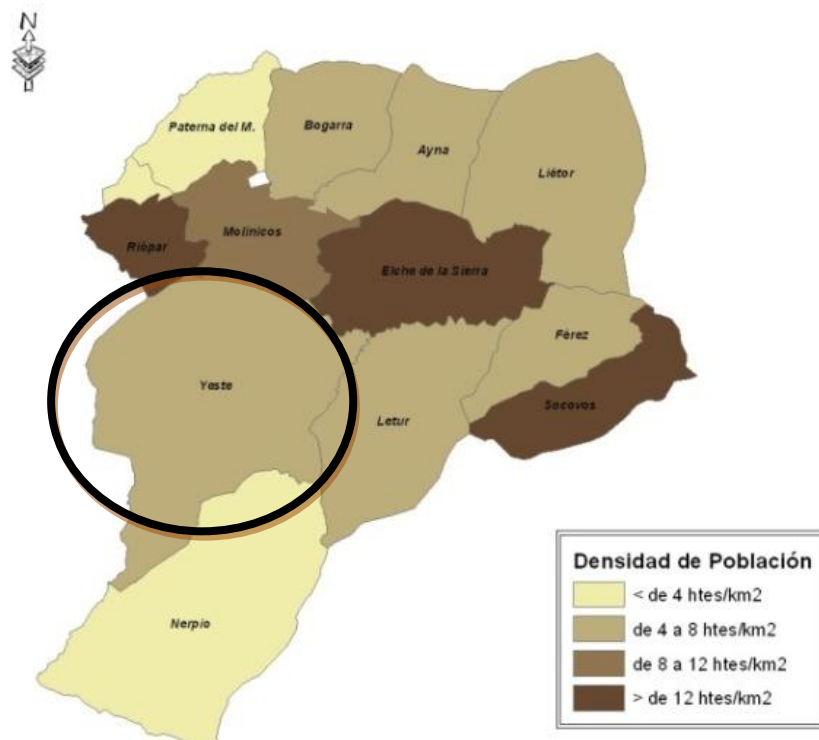 N
Paterna del M.
Bogarra
Ayna
Liétor
Riópar
Molinicos
Elche de la Sierra
Férez
Yeste
Socovos
Letur
Nerpio
Densidad de Población
< de 4 htes/km2
de 4 a 8 htes/km2
de 8 a 12 htes/km2
> de 12 htes/km2